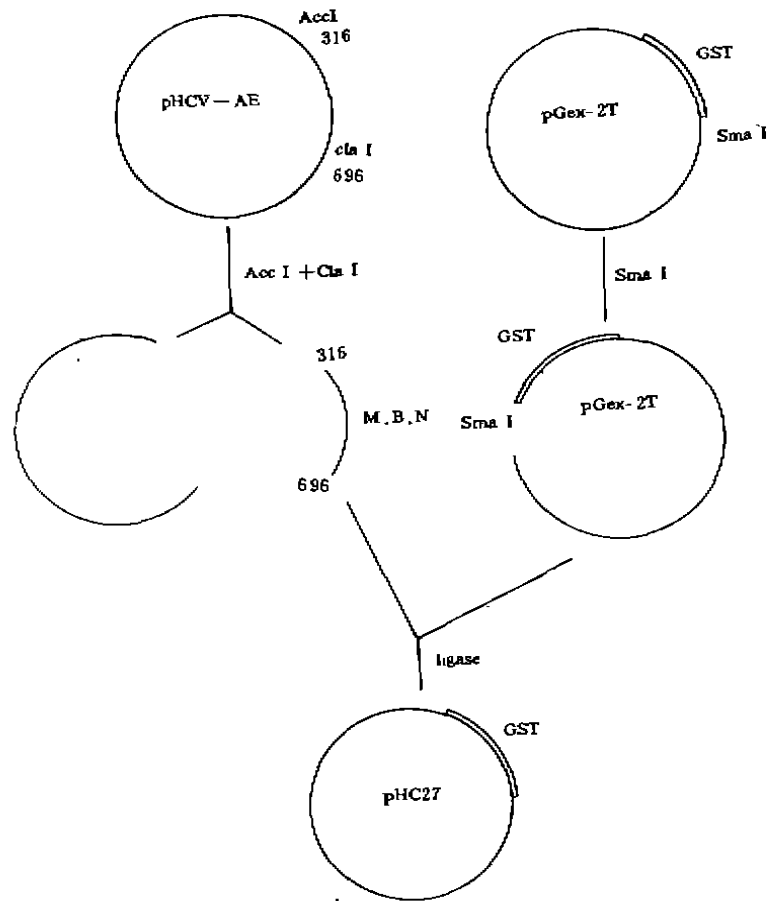 AccI
316
pHCV-AE
cla I
696
GST
pGex-2T
Sma I
Acc I +Cla I
Sma I
GST
316
M.B.N
Sma I
pGex-2T
696
ligase
GST
pHC27